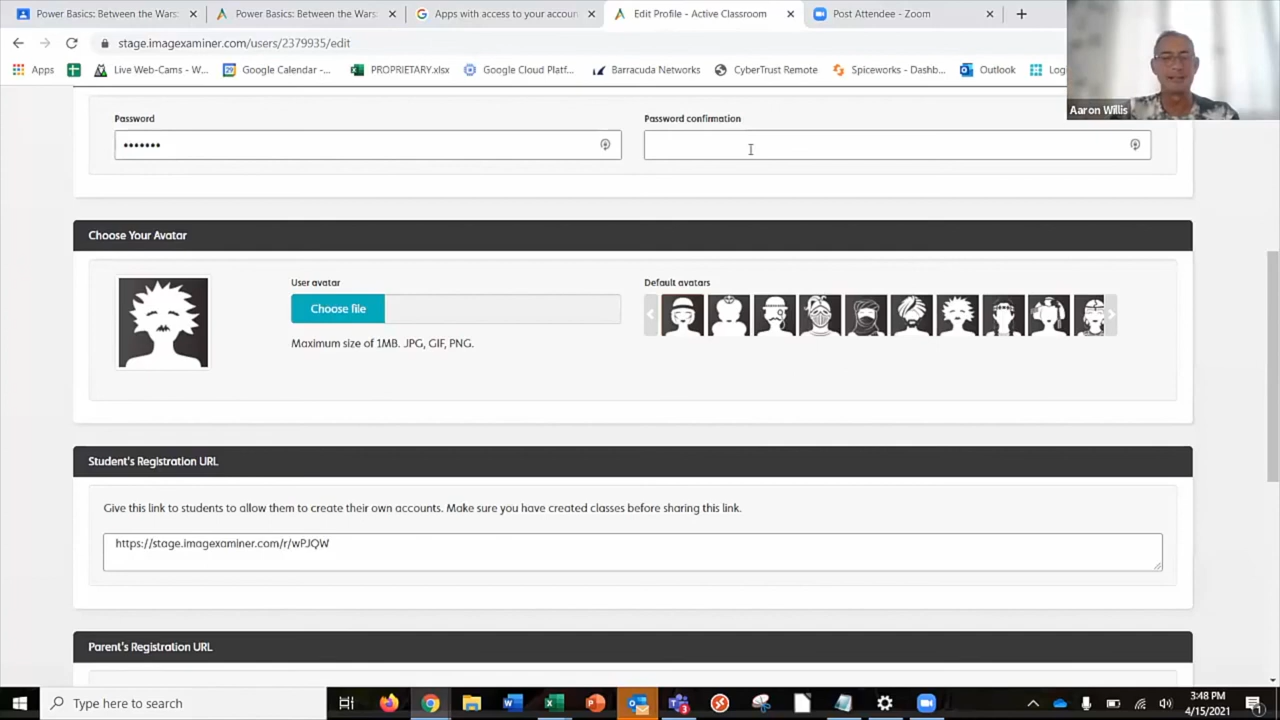 Power Basics: Between the Wars:
Power Basics: Between the Wars:
Apps with access to your accoun
Edit Profile - Active Classroom
Post Attendee - Zoom
stage.imagexaminer.com/users/2379935/edit
Apps
Live Web-Cams - W...
Google Calendar -...
PROPRIETARY.xlsx
Google Cloud Platf...
Barracuda Networks
CyberTrust Remote
Spiceworks - Dashb...
Outlook
Log
Aaron Willis
Password
Password confirmation
•••••••
Choose Your Avatar
User avatar
Default avatars
Choose file
Maximum size of 1MB. JPG, GIF, PNG.
Student's Registration URL
Give this link to students to allow them to create their own accounts. Make sure you have created classes before sharing this link.
https://stage.imagexaminer.com/r/wPJQW
Parent's Registration URL
Type here to search
3:48 PM
4/15/2021